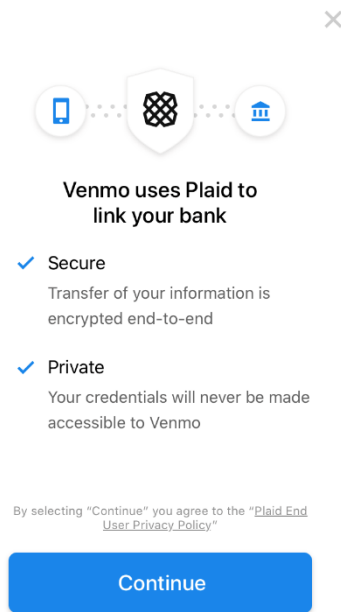 Venmo uses Plaid to
link your bank
Secure
Transfer of your information is
encrypted end-to-end
Private
Your credentials will never be made
accessible to Venmo
By selecting “Continue” you agree to the “Plaid End
User Privacy Policy“
Continue